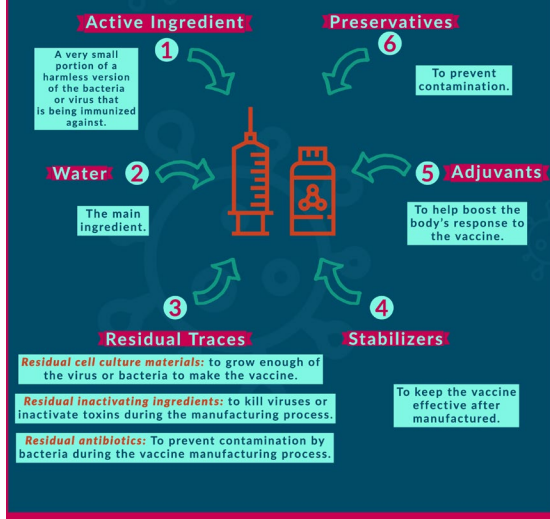 Active Ingredient
1
A very small
portion of a
harmless version
of the bacteria
or virus that
is being immunized
against.
Water 2
The main
ingredient.
3
Residual Traces
Residual cell culture materials: to grow enough of
the virus or bacteria to make the vaccine.
Residual inactivating ingredients: to kill viruses or
inactivate toxins during the manufacturing process.
Residual antibiotics: To prevent contamination by
bacteria during the vaccine manufacturing process.
4
Stabilizers
To keep the vaccine
effective after
manufactured.
5 Adjuvants
To help boost the
body's response to
the vaccine.
Preservatives
6
To prevent
contamination.